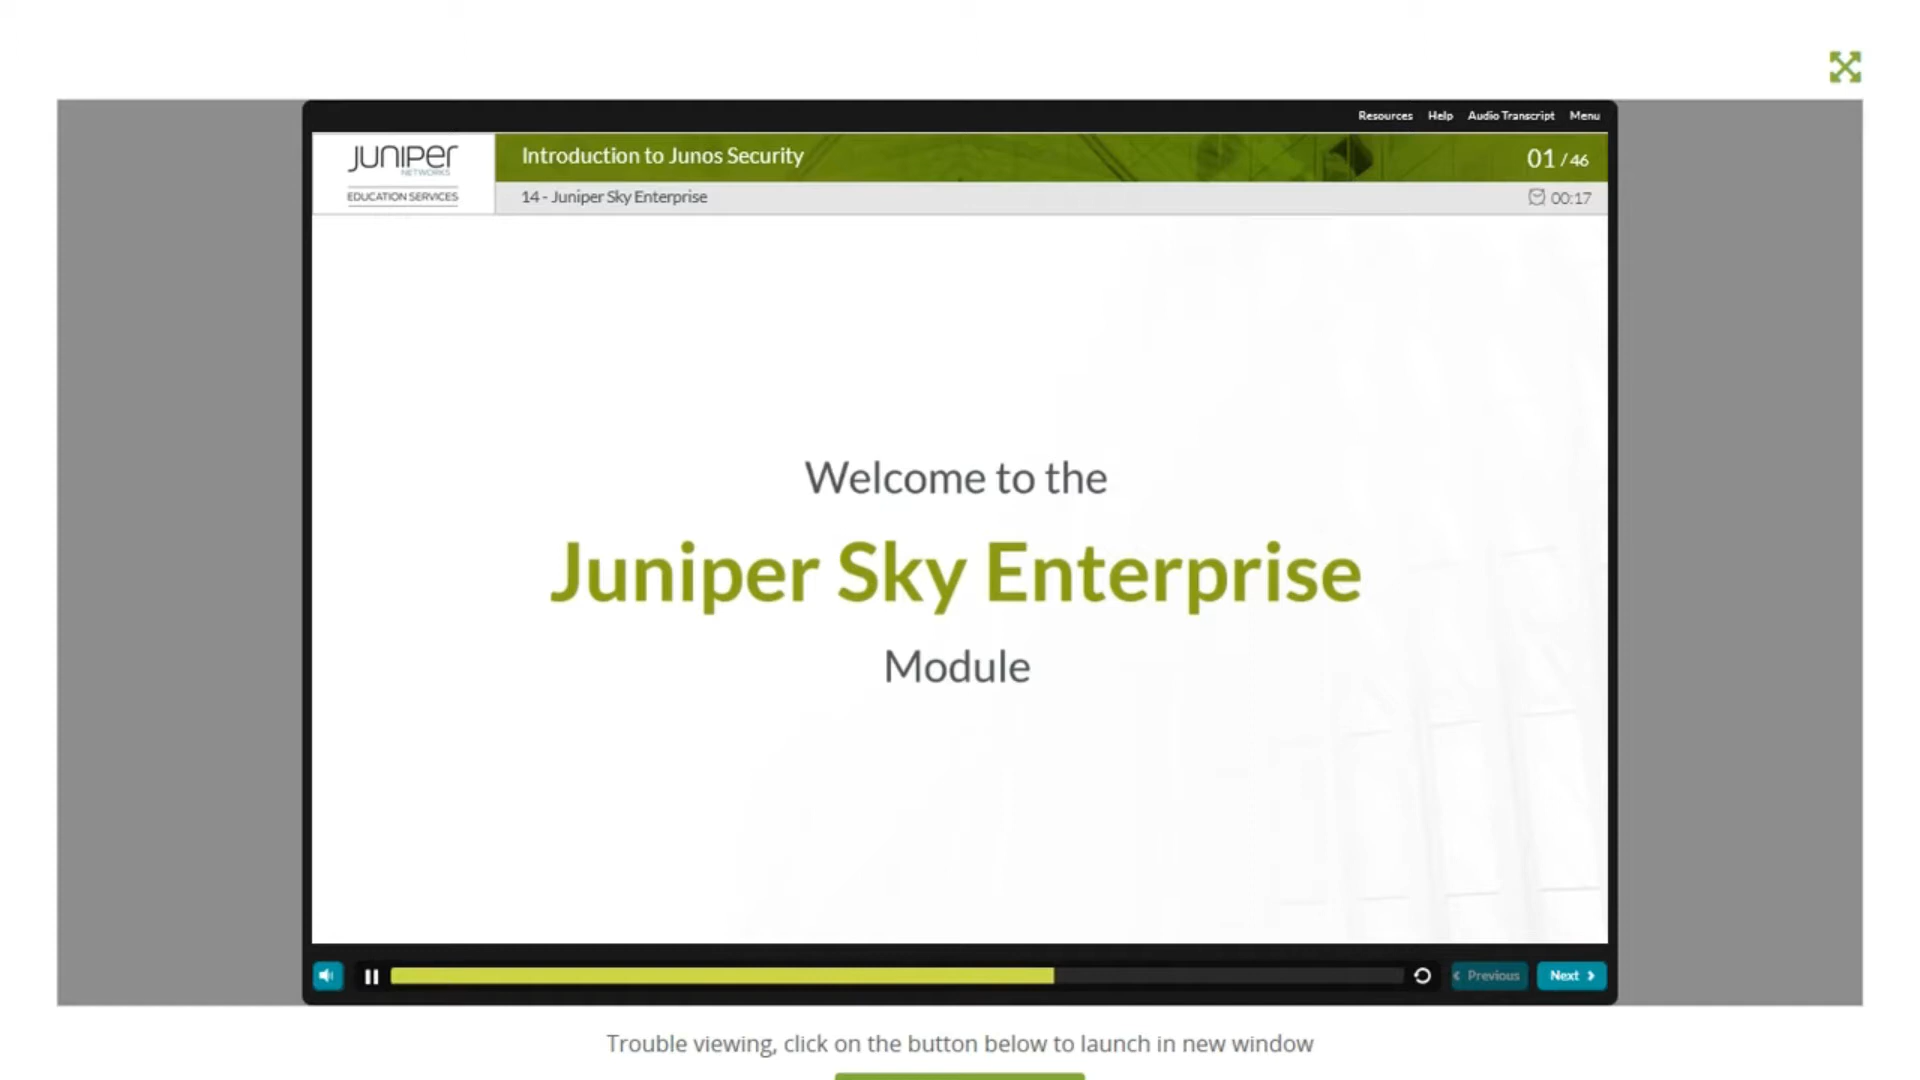 Resources Help Audio Transcript Menu
JUNIPER
NETWORKS
EDUCATION SERVICES
Introduction to Junos Security
01 / 46
14 - Juniper Sky Enterprise
00:17
Welcome to the
Juniper Sky Enterprise
Module
Previous
Next
Trouble viewing, click on the button below to launch in new window